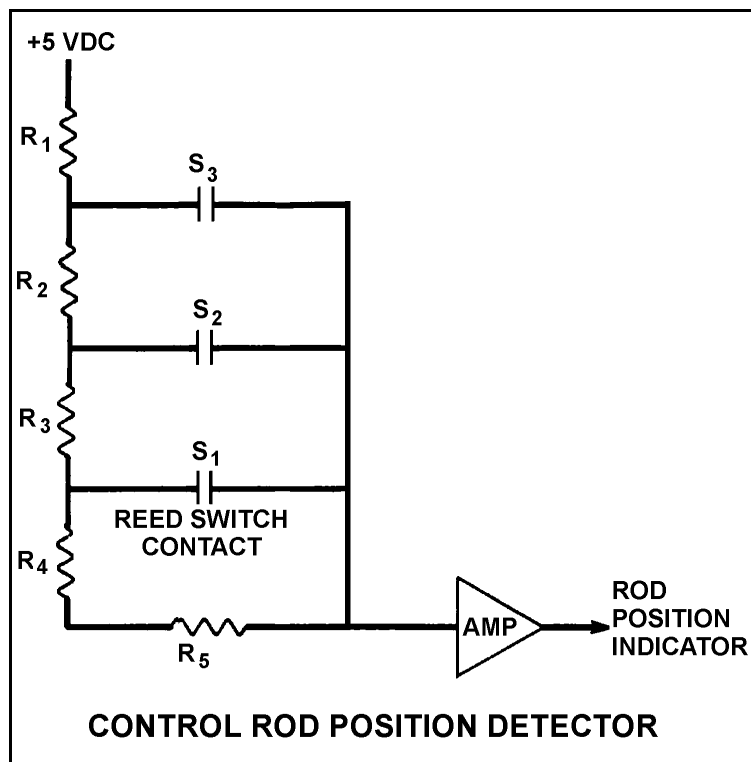 +5 VDC
R1
S3
R2
S2
R3
S1
REED SWITCH
CONTACT
R4
R5
AMP
ROD
POSITION
INDICATOR
CONTROL ROD POSITION DETECTOR